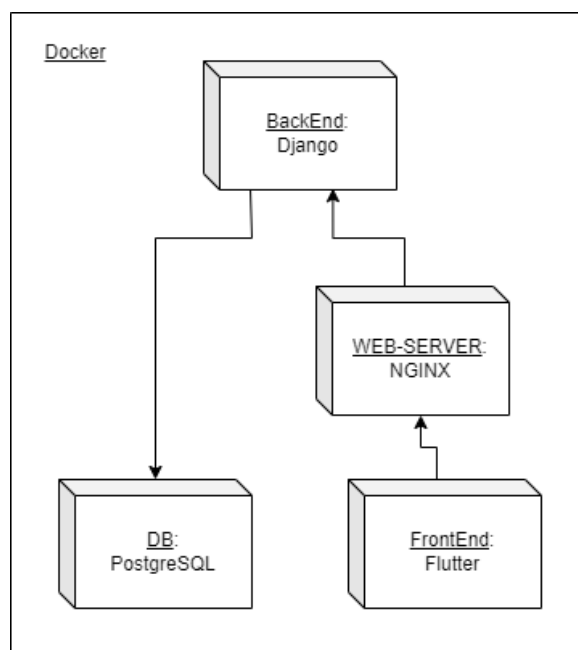 Docker
BackEnd:
Django
WEB-SERVER:
NGINX
DB:
PostgreSQL
FrontEnd:
Flutter